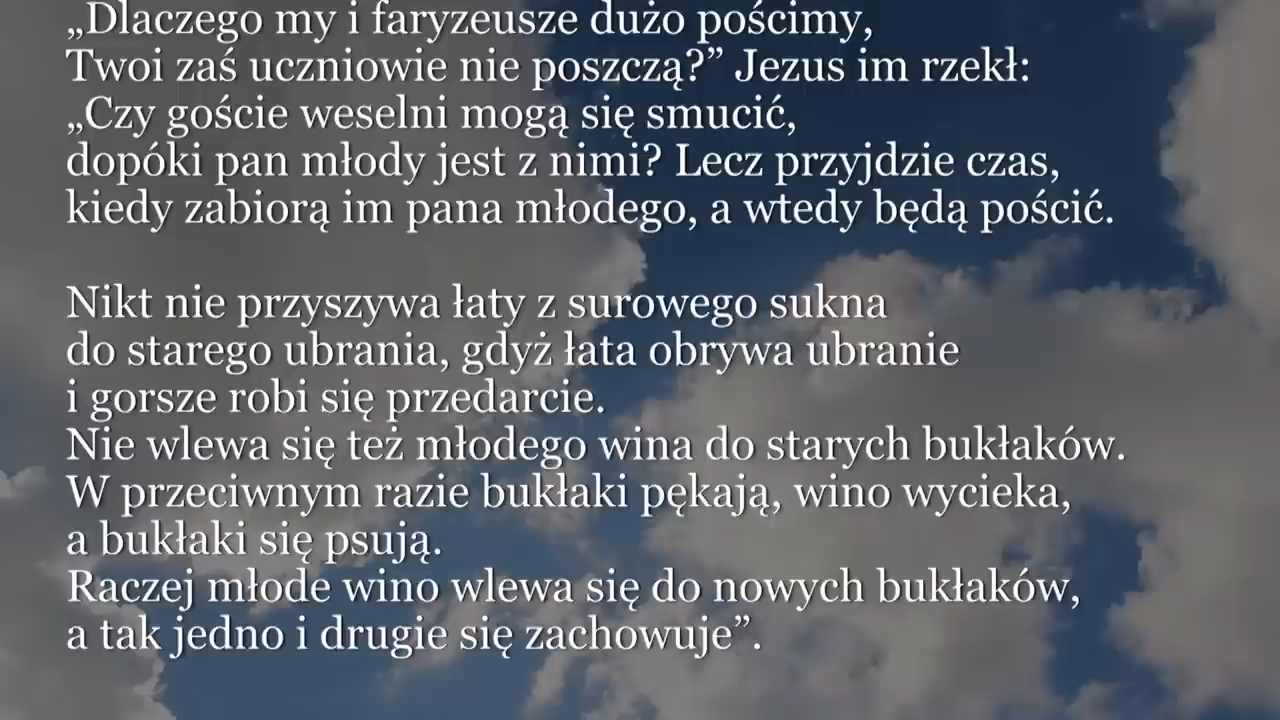 „Dlaczego my i faryzeusze dużo pościmy,
Twoi zaś uczniowie nie poszczą?” Jezus im rzekł:
„Czy goście weselni mogą się smucić,
dopóki pan młody jest z nimi? Lecz przyjdzie czas,
kiedy zabiorą im pana młodego, a wtedy będą pościć.
Nikt nie przyszywa łaty z surowego sukna
do starego ubrania, gdyż łata obrywa ubranie
i gorsze robi się przedarcie.
Nie wlewa się też młodego wina do starych bukłaków.
W przeciwnym razie bukłaki pękają, wino wycieka,
a bukłaki się psują.
Raczej młode wino wlewa się do nowych bukłaków,
a tak jedno i drugie się zachowuje”.